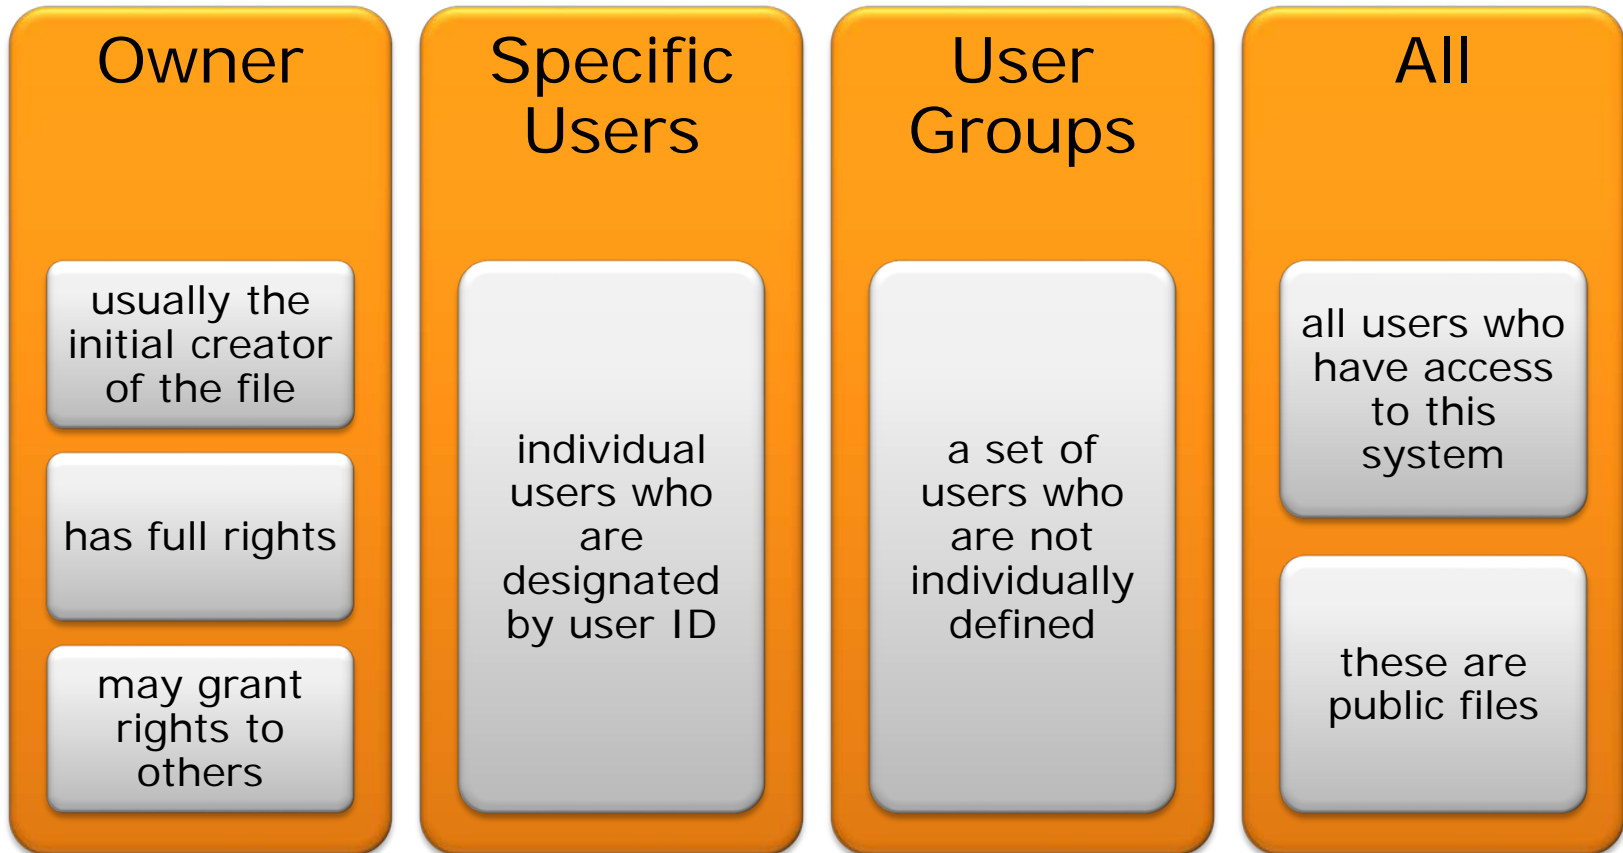 Owner
usually the
initial creator
of the file
has full rights
may grant
rights to
others
Specific
Users
individual
users who
are
designated
by user ID
User
Groups
a set of
users who
are not
individually
defined
All
all users who
have access
to this
system
these are
public files